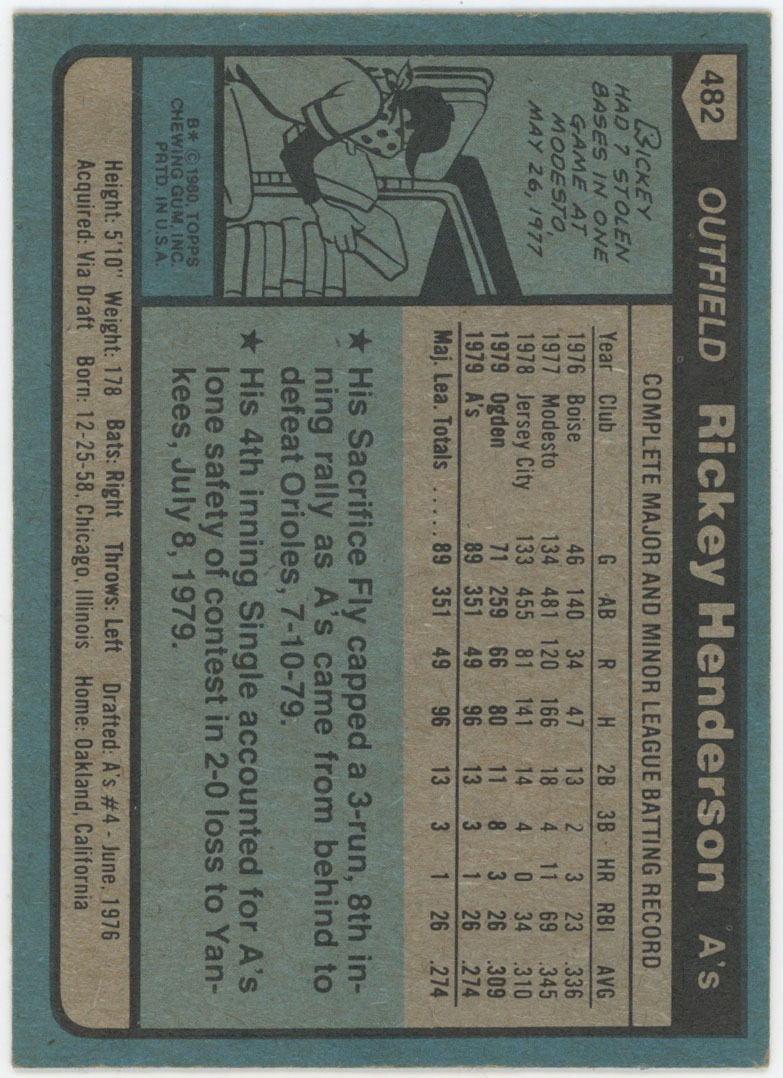 482 OUTFIELD Rickey Henderson A's
RICKEY
HAD 7 STOLEN
BASES IN ONE
GAME AT
MODESTO,
MAY 26, 1977
B* © 1980, TOPPS
CHEWING GUM, INC.
PRTD. IN U.S.A.
COMPLETE MAJOR AND MINOR LEAGUE BATTING RECORD
Year Club G AB R H 2B 3B HR RBI AVG
1976 Boise 46 140 34 47 13 2 3 23 .336
1977 Modesto 134 481 120 166 18 4 11 69 .345
1978 Jersey City 133 455 81 141 14 4 0 34 .310
1979 Ogden 71 259 66 80 11 8 3 26 .309
1979 A's 89 351 49 96 13 3 1 26 .274
Maj. Lea. Totals ..... 89 351 49 96 13 3 1 26 .274
★ His Sacrifice Fly capped a 3-run, 8th in-
ning rally as A's came from behind to
defeat Orioles, 7-10-79.
★ His 4th inning Single accounted for A's
lone safety of contest in 2-0 loss to Yan-
kees, July 8, 1979.
Height: 5'10" Weight: 178 Bats: Right Throws: Left Drafted: A's #4 - June, 1976
Acquired: Via Draft Born: 12-25-58, Chicago, Illinois Home: Oakland, California